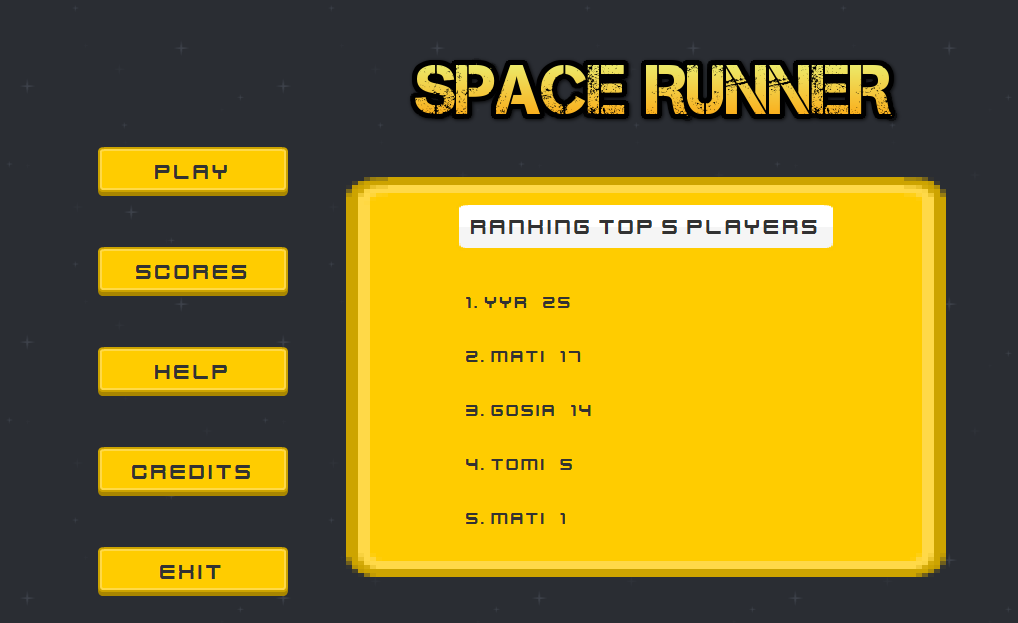 SPACE RUNNER
PLAY
SCORES
HELP
CREDITS
EXIT
RANKING TOP 5 PLAYERS
1. YYR 25
2. MATI 17
3. GOSIA 14
4. TOMI 5
5. MATI 1